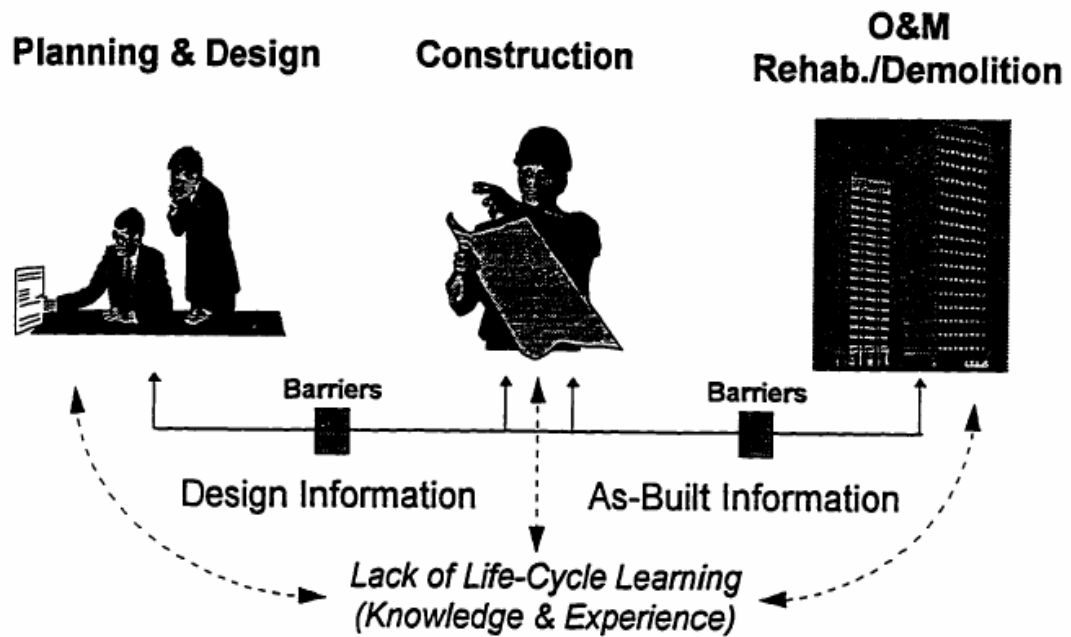 Planning & Design
Construction
O&M
Rehab./Demolition
Barriers
Barriers
Design Information
As-Built Information
Lack of Life-Cycle Learning
(Knowledge & Experience)